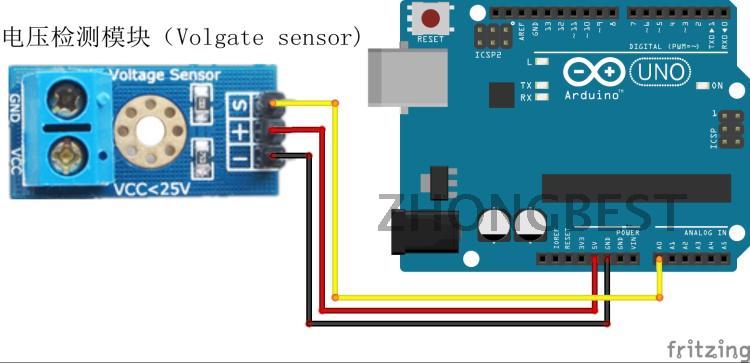 电压检测模块（Volgate sensor)
Voltage Sensor
GND
VCC
S
+
−
VCC<25V
RESET
ICSP2
AREF
GND
13
12
~11
~10
~9
8
7
~6
~5
4
~3
2
TX0▸1
RX0◂0
DIGITAL (PWM=~)
L
TX
RX
Arduino™
UNO
ON
1
ICSP
ZHONGBEST
IOREF
RESET
3V3
5V
GND
GND
VIN
POWER
ANALOG IN
A0
A1
A2
A3
A4
A5
fritzing